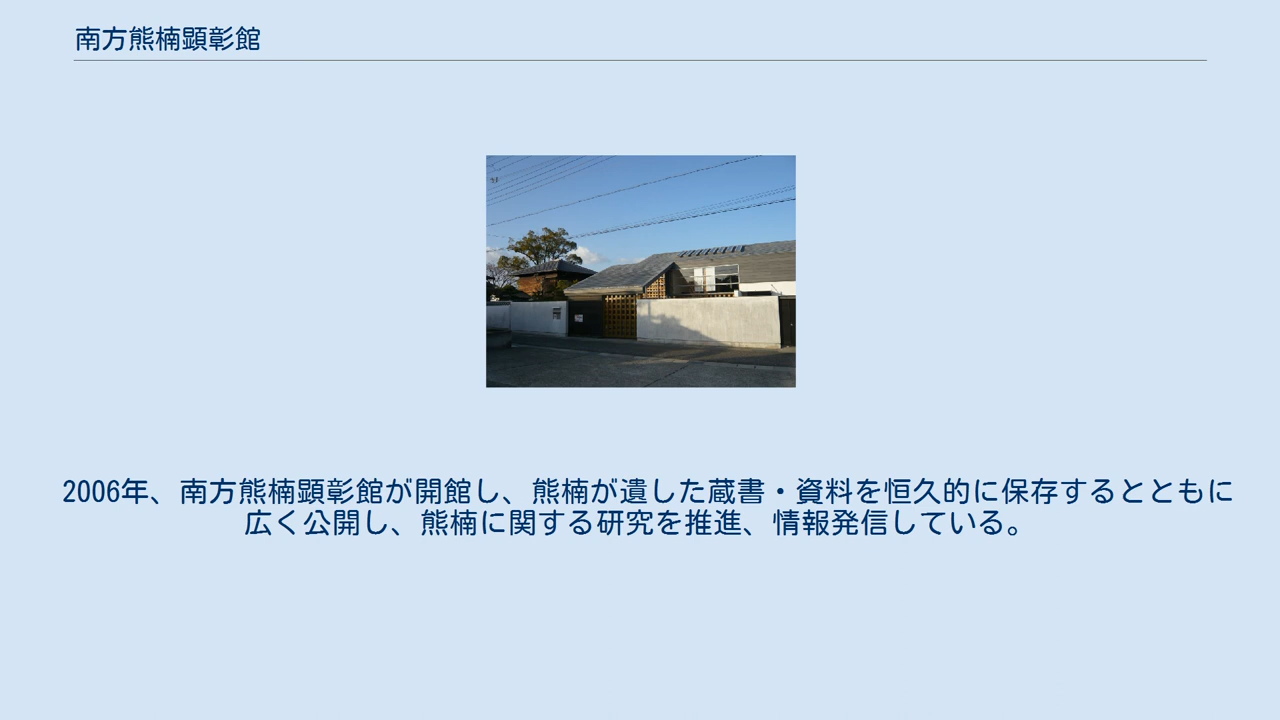 南方熊楠顕彰館
2006年、南方熊楠顕彰館が開館し、熊楠が遺した蔵書・資料を恒久的に保存するとともに
広く公開し、熊楠に関する研究を推進、情報発信している。